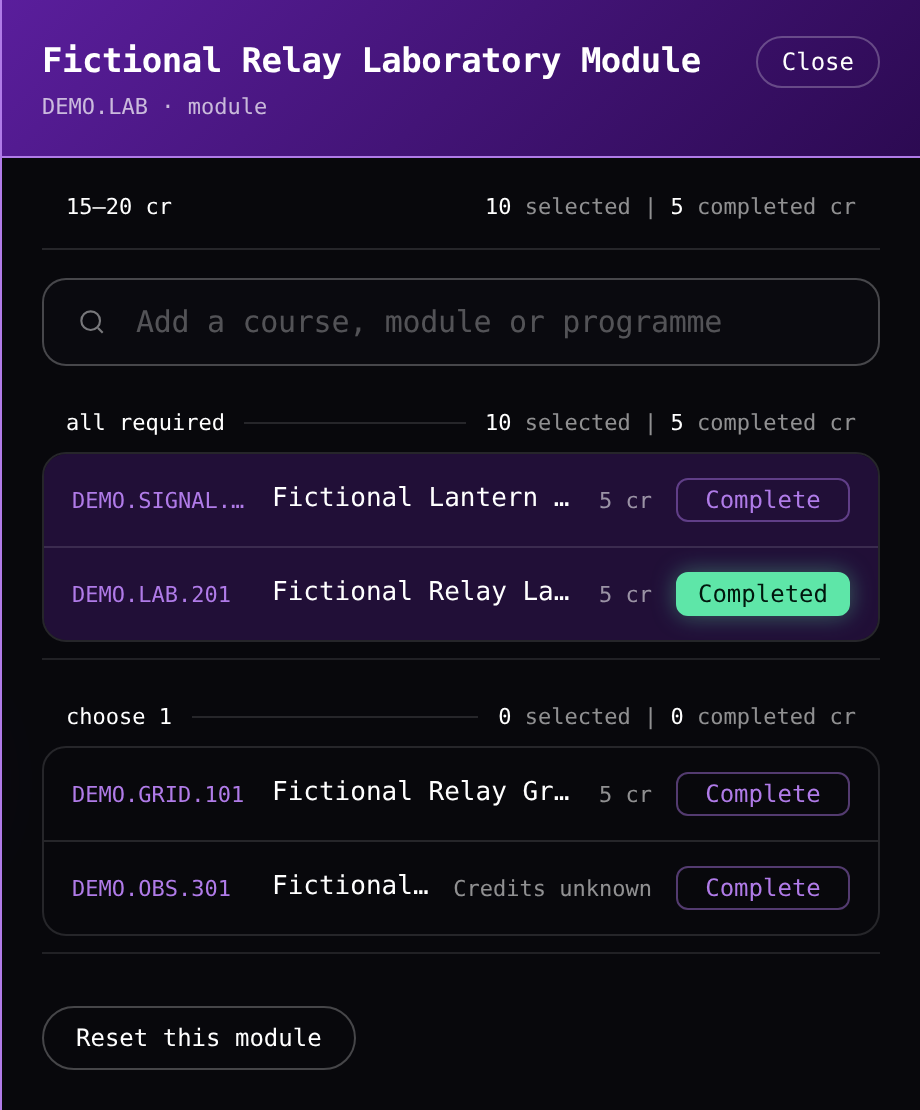 Fictional Relay Laboratory Module
Close
DEMO.LAB · module
15–20 cr
10 selected | 5 completed cr
Add a course, module or programme
all required
10 selected | 5 completed cr
DEMO.SIGNAL.… Fictional Lantern … 5 cr Complete
DEMO.LAB.201 Fictional Relay La… 5 cr Completed
choose 1
0 selected | 0 completed cr
DEMO.GRID.101 Fictional Relay Gr… 5 cr Complete
DEMO.OBS.301 Fictional… Credits unknown Complete
Reset this module